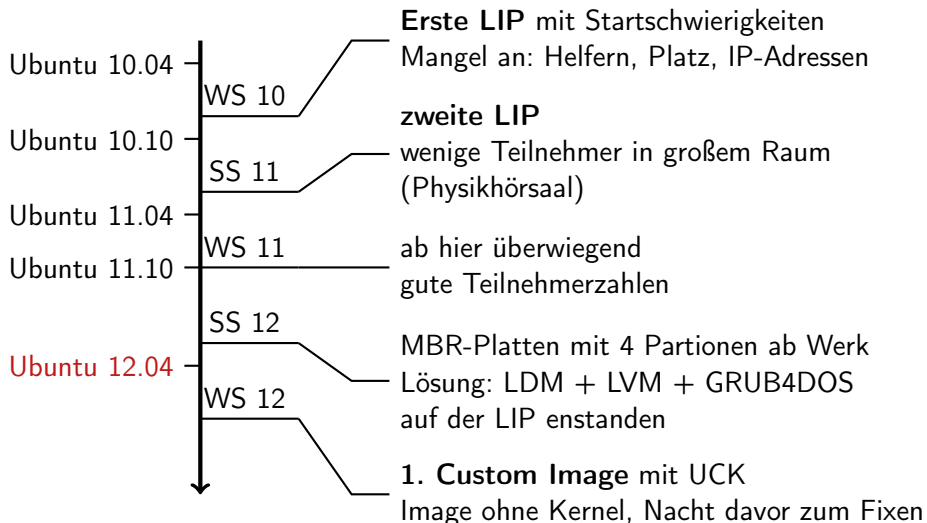 Erste LIP mit Startschwierigkeiten
Mangel an: Helfern, Platz, IP-Adressen
Ubuntu 10.04
WS 10
zweite LIP
wenige Teilnehmer in großem Raum
(Physikhörsaal)
Ubuntu 10.10
SS 11
Ubuntu 11.04
WS 11
ab hier überwiegend
gute Teilnehmerzahlen
Ubuntu 11.10
SS 12
MBR-Platten mit 4 Partionen ab Werk
Lösung: LDM + LVM + GRUB4DOS
auf der LIP enstanden
Ubuntu 12.04
WS 12
1. Custom Image mit UCK
Image ohne Kernel, Nacht davor zum Fixen